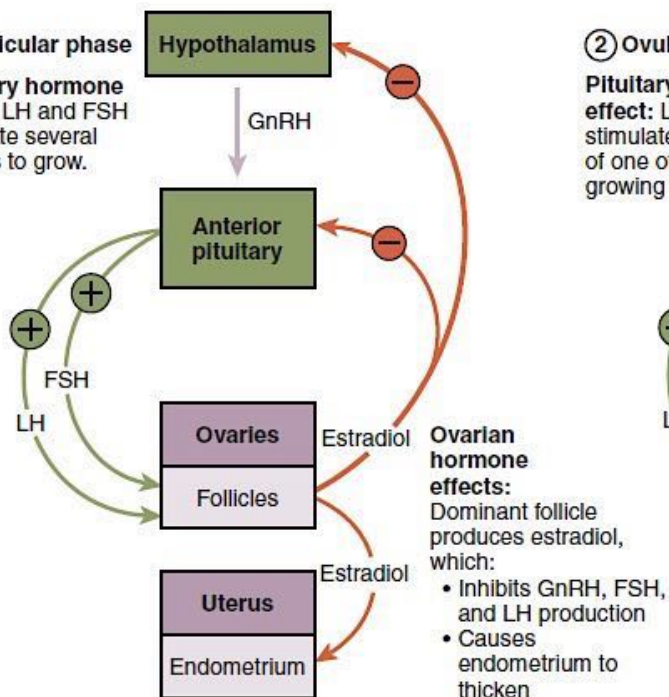 icular phase
ry hormone
LH and FSH
te several
s to grow.
Hypothalamus
GnRH
Anterior
pituitary
+
+
−
−
FSH
LH
Ovaries
Follicles
Estradiol
Estradiol
Uterus
Endometrium
Ovarian
hormone
effects:
Dominant follicle
produces estradiol,
which:
• Inhibits GnRH, FSH,
and LH production
• Causes
endometrium to
thicken
2 Ovul
Pituitary
effect: L
stimulate
of one o
growing
+
L